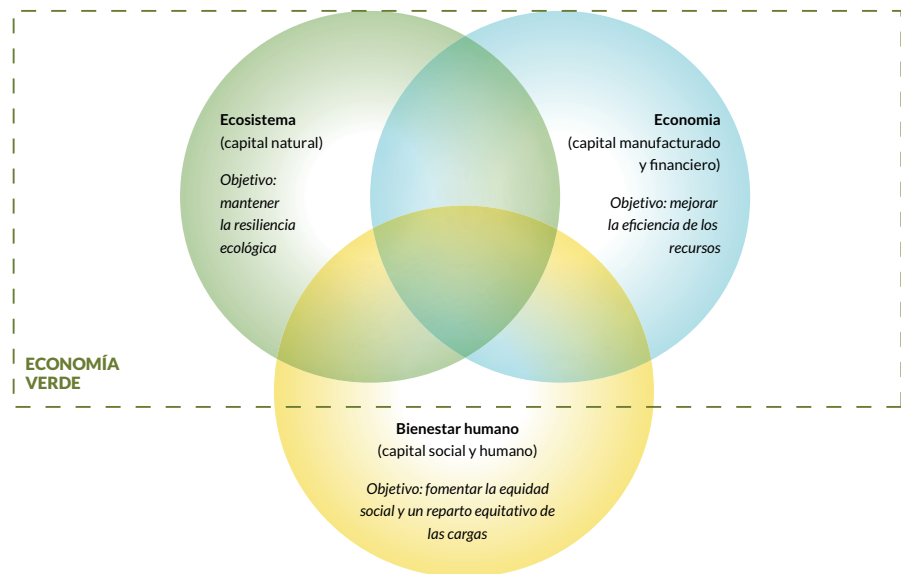 Ecosistema
(capital natural)
Objetivo:
mantener
la resiliencia
ecológica
Economia
(capital manufacturado
y financiero)
Objetivo: mejorar
la eficiencia de los
recursos
ECONOMÍA
VERDE
Bienestar humano
(capital social y humano)
Objetivo: fomentar la equidad
social y un reparto equitativo de
las cargas